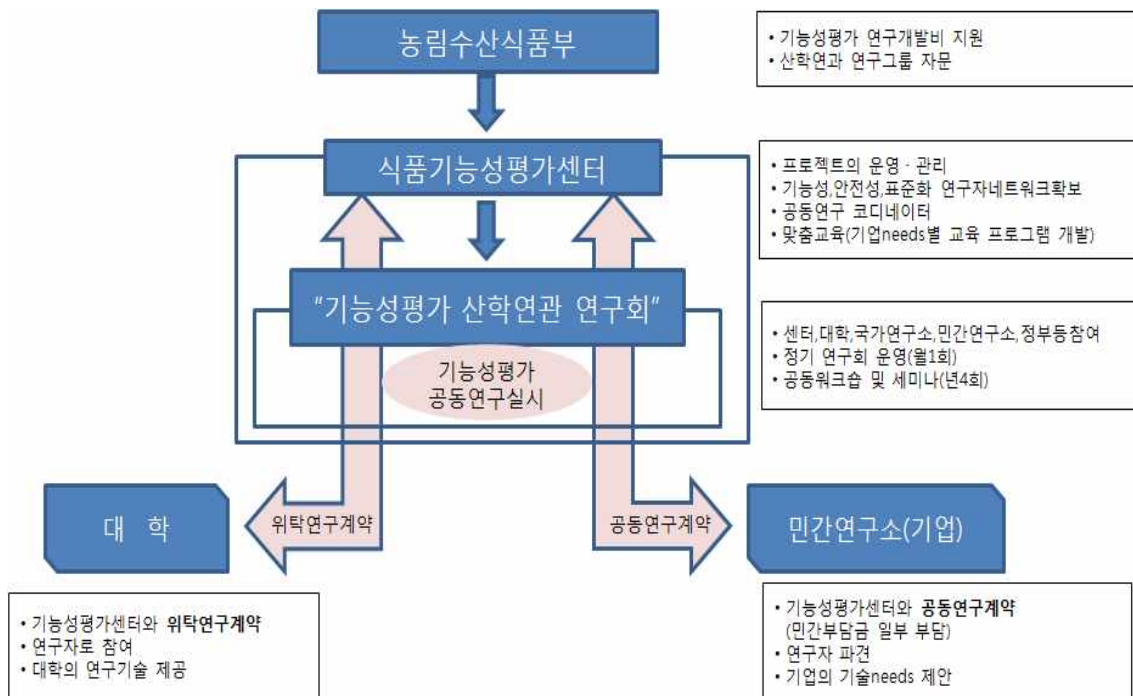 농림수산식품부
• 기능성평가 연구개발비 지원
• 산학연과 연구그룹 자문
식품기능성평가센터
• 프로젝트의 운영 · 관리
• 기능성,안전성,표준화 연구자네트워크확보
• 공동연구 코디네이터
• 맞춤교육(기업needs별 교육 프로그램 개발)
"기능성평가 산학연관 연구회"
• 센터,대학,국가연구소,민간연구소,정부등참여
• 정기 연구회 운영(월1회)
• 공동워크숍 및 세미나(년4회)
기능성평가
공동연구실시
대 학
위탁연구계약
공동연구계약
민간연구소(기업)
• 기능성평가센터와 위탁연구계약
• 연구자로 참여
• 대학의 연구기술 제공
• 기능성평가센터와 공동연구계약
(민간부담금 일부 부담)
• 연구자 파견
• 기업의 기술needs 제안